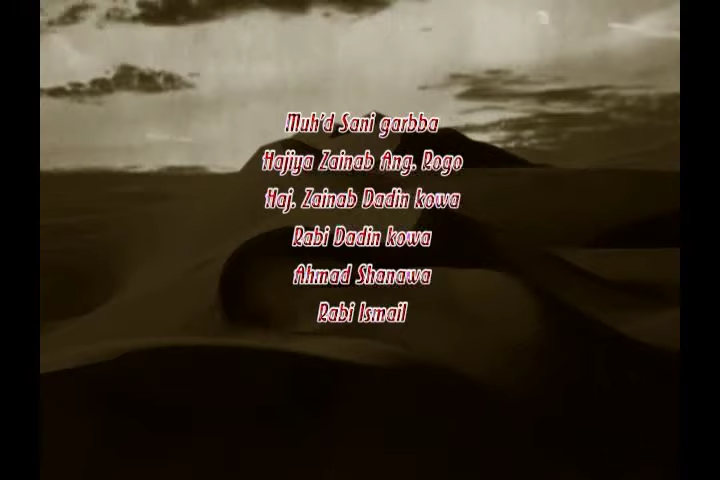 Muh'd Sani garbba
Hajiya Zainab Ang. Rogo
Haj. Zainab Dadin kowa
Rabi Dadin kowa
Ahmad Shanawa
Rabi Ismail